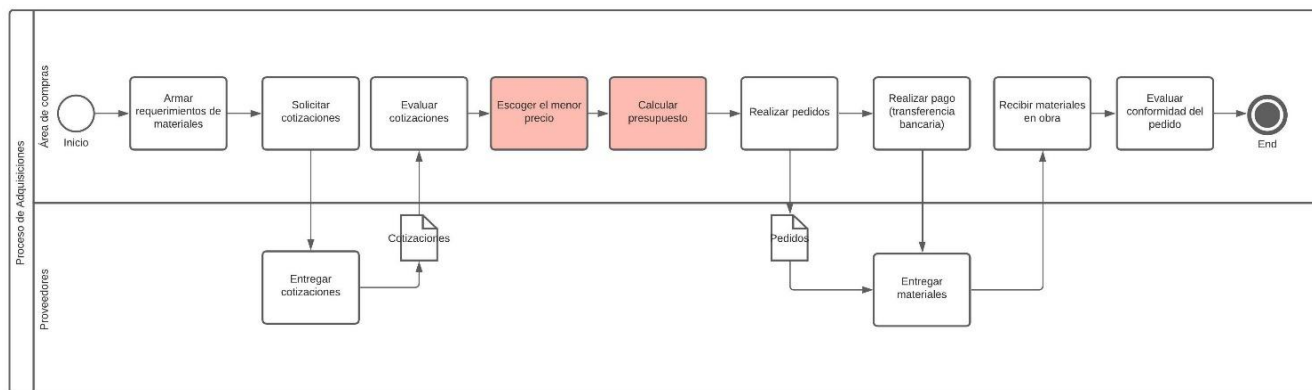 Proceso de Adquisiciones
Área de compras
Inicio
Armar
requerimientos de
materiales
Solicitar
cotizaciones
Evaluar
cotizaciones
Escoger el menor
precio
Calcular
presupuesto
Realizar pedidos
Realizar pago
(transferencia
bancaria)
Recibir materiales
en obra
Evaluar
conformidad del
pedido
End
Proveedores
Entregar
cotizaciones
Cotizaciones
Pedidos
Entregar
materiales